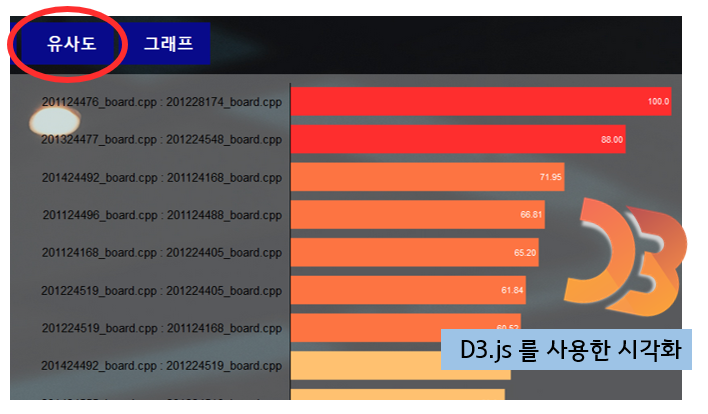 유사도 그래프
201124476_board.cpp : 201228174_board.cpp 100.0
201324477_board.cpp : 201224548_board.cpp 88.00
201424492_board.cpp : 201124168_board.cpp 71.95
201124496_board.cpp : 201124488_board.cpp 66.81
201124168_board.cpp : 201224405_board.cpp 65.20
201224519_board.cpp : 201224405_board.cpp 61.84
201224519_board.cpp : 201124168_board.cpp 60.52
201424492_board.cpp : 201224519_board.cpp
D3
D3.js 를 사용한 시각화